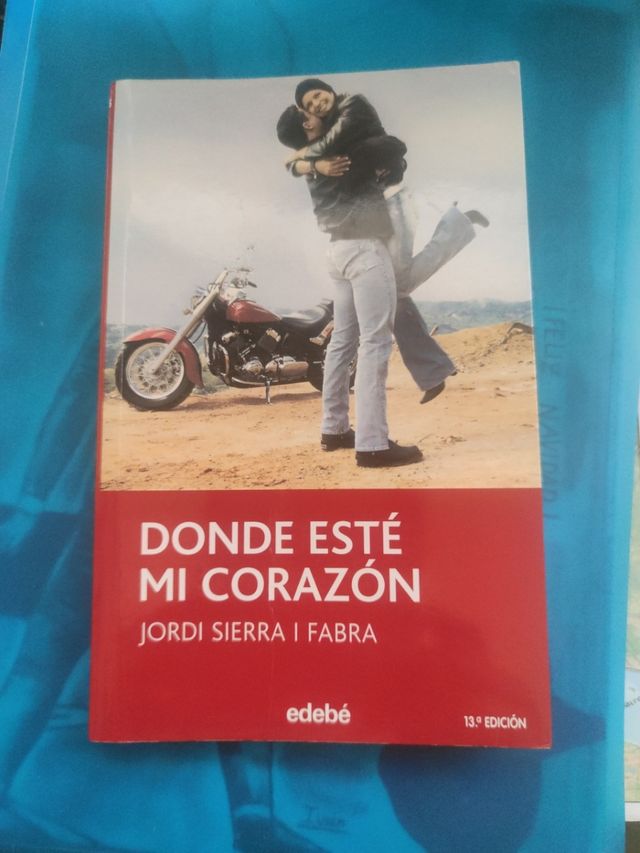 DONDE ESTÉ
MI CORAZÓN
JORDI SIERRA I FABRA
edebé
13.ª EDICIÓN